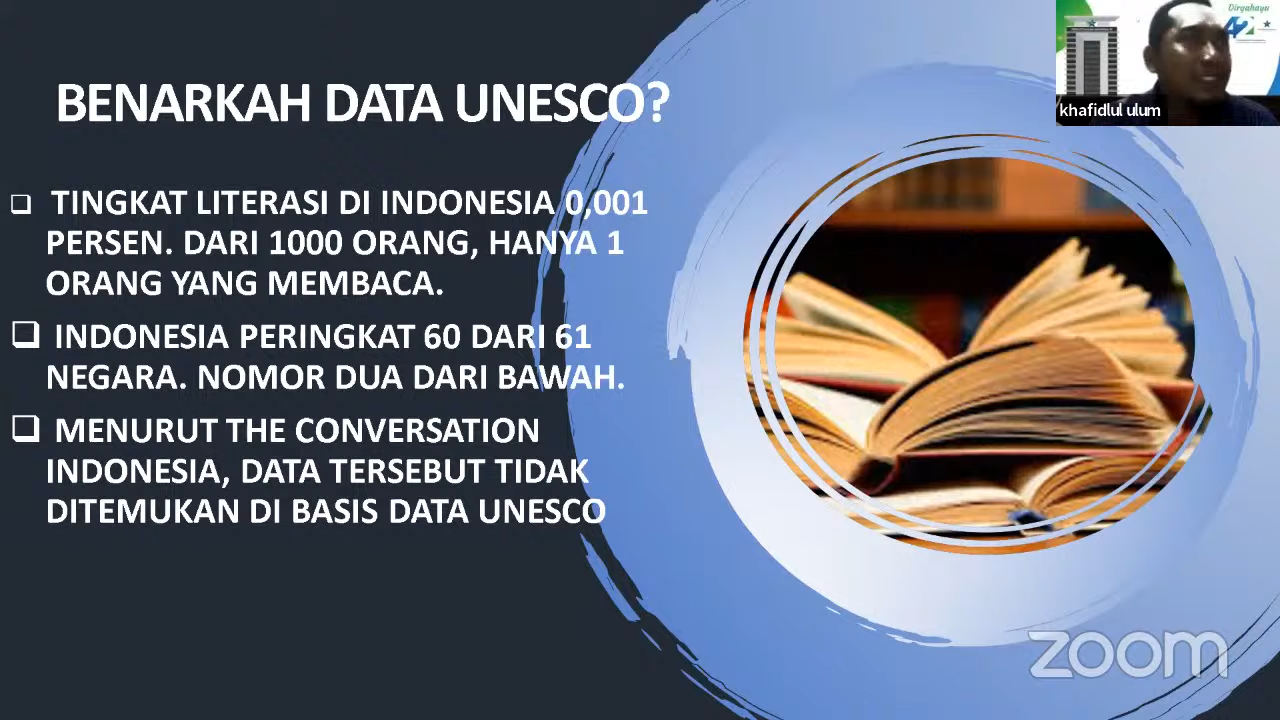 BENARKAH DATA UNESCO?
TINGKAT LITERASI DI INDONESIA 0,001
PERSEN. DARI 1000 ORANG, HANYA 1
ORANG YANG MEMBACA.
INDONESIA PERINGKAT 60 DARI 61
NEGARA. NOMOR DUA DARI BAWAH.
MENURUT THE CONVERSATION
INDONESIA, DATA TERSEBUT TIDAK
DITEMUKAN DI BASIS DATA UNESCO
Dirgahayu
42
khafidlul ulum
zoom